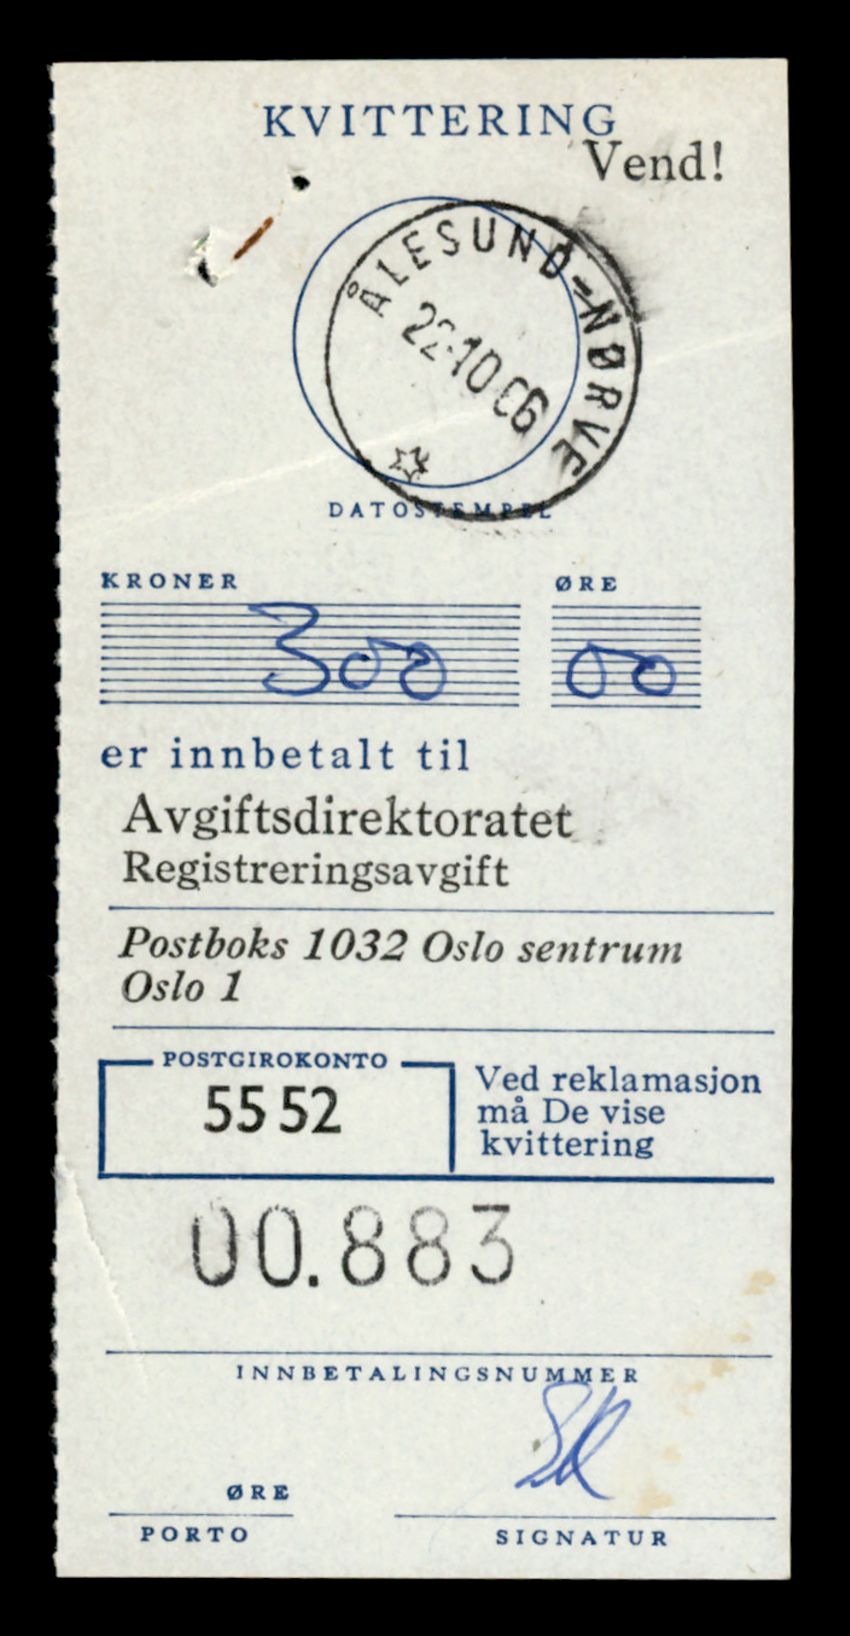 KVITTERING
Vend!
ÅLESUND-NØRVE
22-10
DATOSTEMPEL
KRONER ØRE
300 00
er innbetalt til
Avgiftsdirektoratet
Registreringsavgift
Postboks 1032 Oslo sentrum
Oslo 1
POSTGIROKONTO
55 52
Ved reklamasjon
må De vise
kvittering
00.883
INNBETALINGSNUMMER
ØRE
PORTO
SIGNATUR